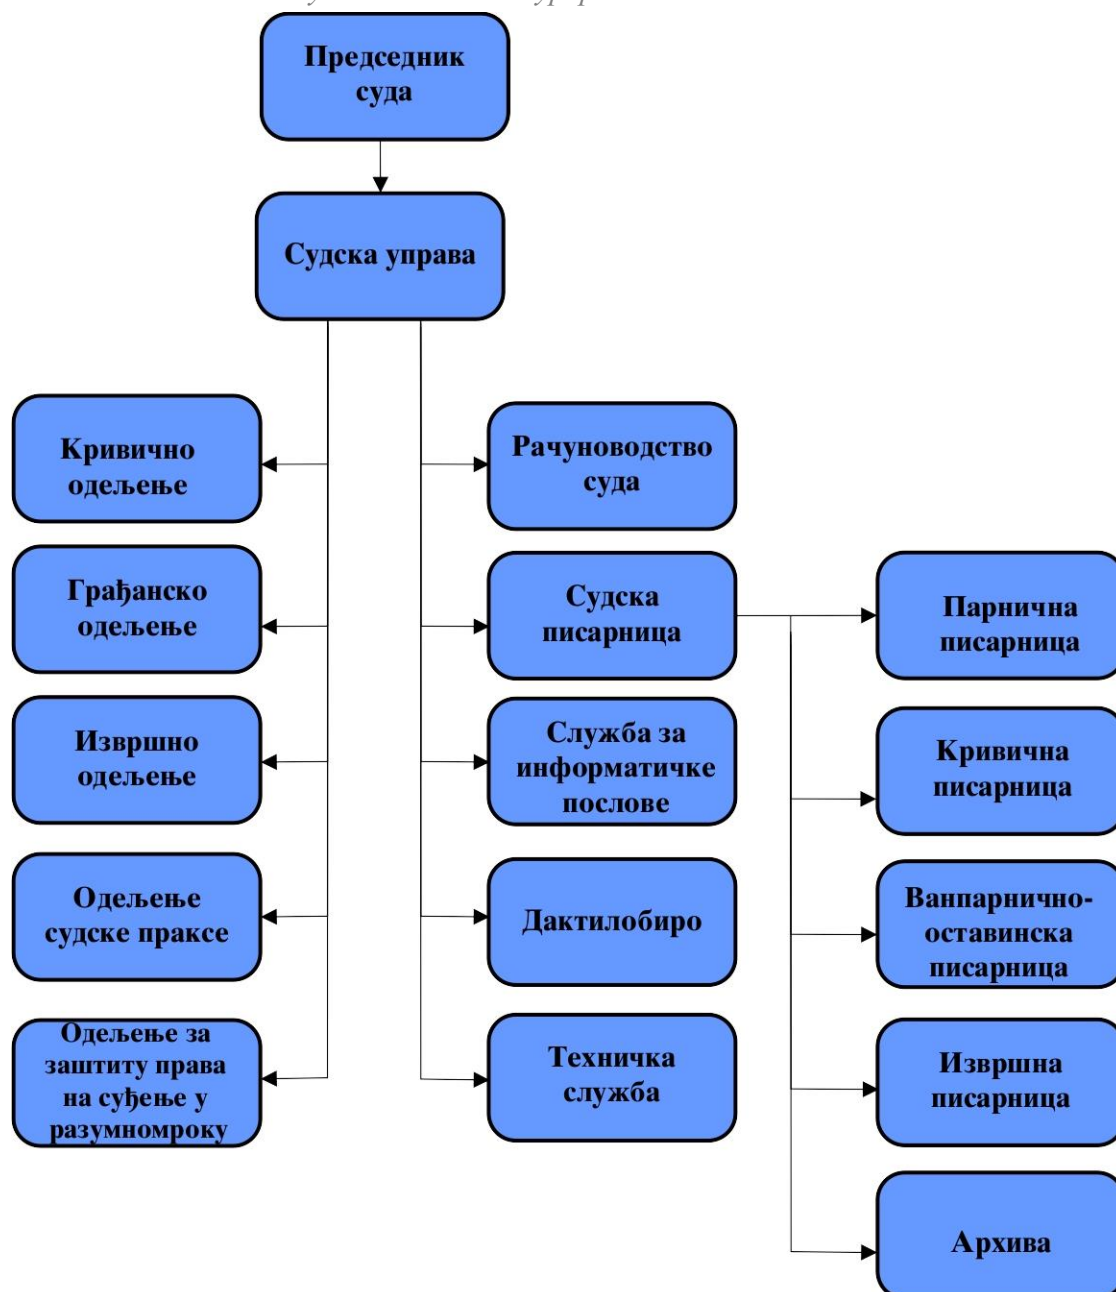 Председник
суда
Судска управа
Кривично
одељење
Грађанско
одељење
Извршно
одељење
Одељење
судске праксе
Одељење за
заштиту права
на суђење у
разумномроку
Рачуноводство
суда
Судска
писарница
Служба за
информатичке
послове
Дактилобиро
Техничка
служба
Парнична
писарница
Кривична
писарница
Ванпарнично-
оставинска
писарница
Извршна
писарница
Архива